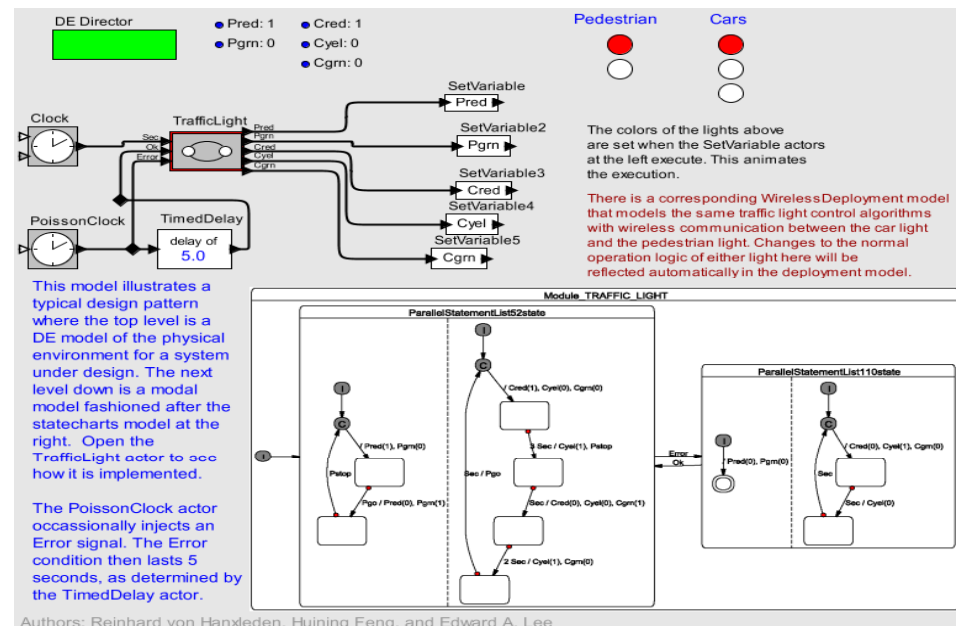 DE Director
Pred: 1
Cred: 1
Pgrn: 0
Cyel: 0
Cgrn: 0
Pedestrian
Cars
Clock
TrafficLight
Sec
Ok
Error
Pred
Pgrn
Cred
Cyel
Cgrn
SetVariable
Pred
SetVariable2
Pgrn
SetVariable3
Cred
SetVariable4
Cyel
SetVariable5
Cgrn
PoissonClock
TimedDelay
delay of
5.0
The colors of the lights above
are set when the SetVariable actors
at the left execute. This animates
the execution.
There is a corresponding WirelessDeployment model
that models the same traffic light control algorithms
with wireless communication between the car light
and the pedestrian light. Changes to the normal
operation logic of either light here will be
reflected automatically in the deployment model.
This model illustrates a
typical design pattern
where the top level is a
DE model of the physical
environment for a system
under design. The next
level down is a modal
model fashioned after the
statecharts model at the
right. Open the
TrafficLight actor to see
how it is implemented.
The PoissonClock actor
occassionally injects an
Error signal. The Error
condition then lasts 5
seconds, as determined by
the TimedDelay actor.
Module_TRAFFIC_LIGHT
ParallelStatementList52state
I
I
C
/ Pred(1), Pgrn(0)
Pstop
Pgo / Pred(0), Pgrn(1)
I
C
/ Cred(1), Cyel(0), Cgrn(0)
3 Sec / Cyel(1), Pstop
Sec / Pgo
Sec / Cred(0), Cyel(0), Cgrn(1)
2 Sec / Cyel(1), Cgrn(0)
Error
Ok
ParallelStatementList110state
I
Pred(0), Pgrn(0)
I
C
/ Cred(0), Cyel(1), Cgrn(0)
Sec
Sec / Cyel(0)
Authors: Reinhard von Hanxleden, Huining Feng, and Edward A. Lee